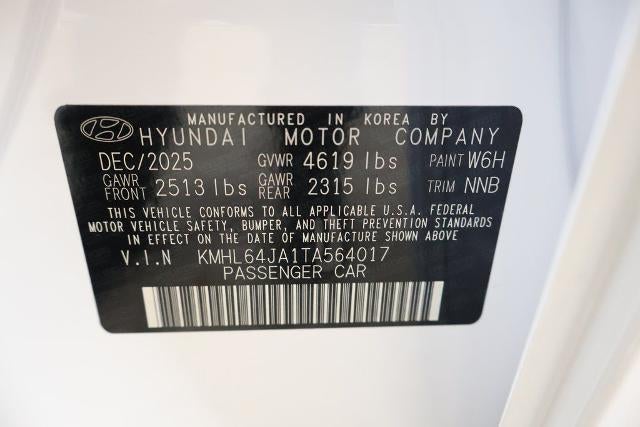 MANUFACTURED IN KOREA BY
HYUNDAI MOTOR COMPANY
DEC/2025 GVWR 4619 lbs PAINT W6H
GAWR FRONT 2513 lbs GAWR REAR 2315 lbs TRIM NNB
THIS VEHICLE CONFORMS TO ALL APPLICABLE U.S.A. FEDERAL
MOTOR VEHICLE SAFETY, BUMPER, AND THEFT PREVENTION STANDARDS
IN EFFECT ON THE DATE OF MANUFACTURE SHOWN ABOVE
V.I.N KMHL64JA1TA564017
PASSENGER CAR